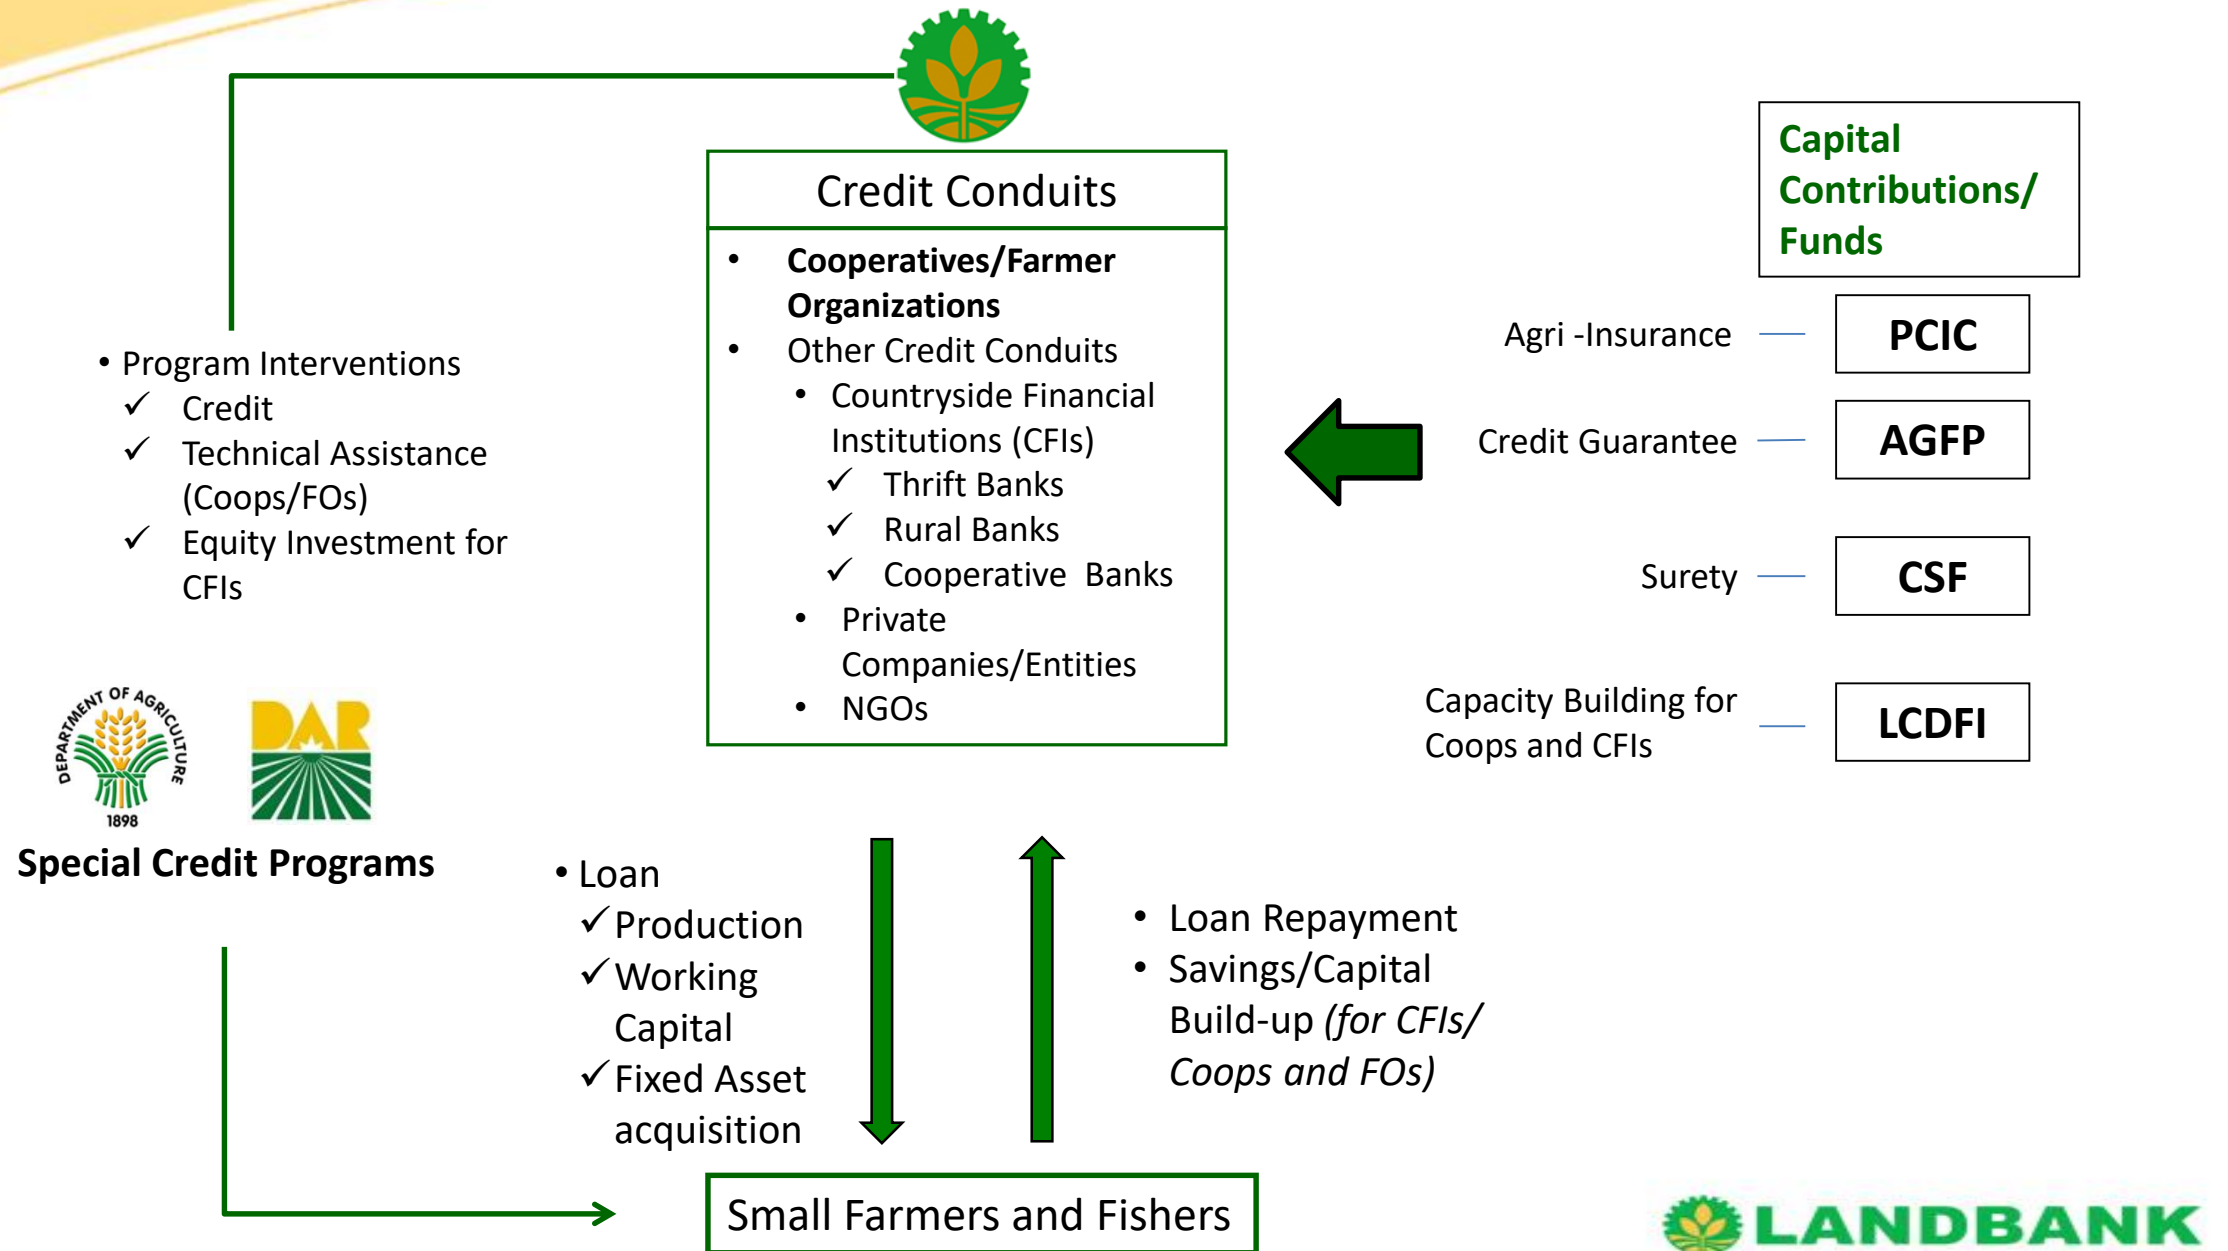 Credit Conduits
• Cooperatives/Farmer
Organizations
• Other Credit Conduits
• Countryside Financial
Institutions (CFIs)
✓ Thrift Banks
✓ Rural Banks
✓ Cooperative Banks
• Private
Companies/Entities
• NGOs
• Program Interventions
✓ Credit
✓ Technical Assistance
(Coops/FOs)
✓ Equity Investment for
CFIs
Capital
Contributions/
Funds
Agri -Insurance
PCIC
Credit Guarantee
AGFP
Surety
CSF
Capacity Building for
Coops and CFIs
LCDFI
DEPARTMENT OF AGRICULTURE
1898
DAR
Special Credit Programs
• Loan
✓ Production
✓ Working
Capital
✓ Fixed Asset
acquisition
• Loan Repayment
• Savings/Capital
Build-up (for CFIs/
Coops and FOs)
Small Farmers and Fishers
LANDBANK